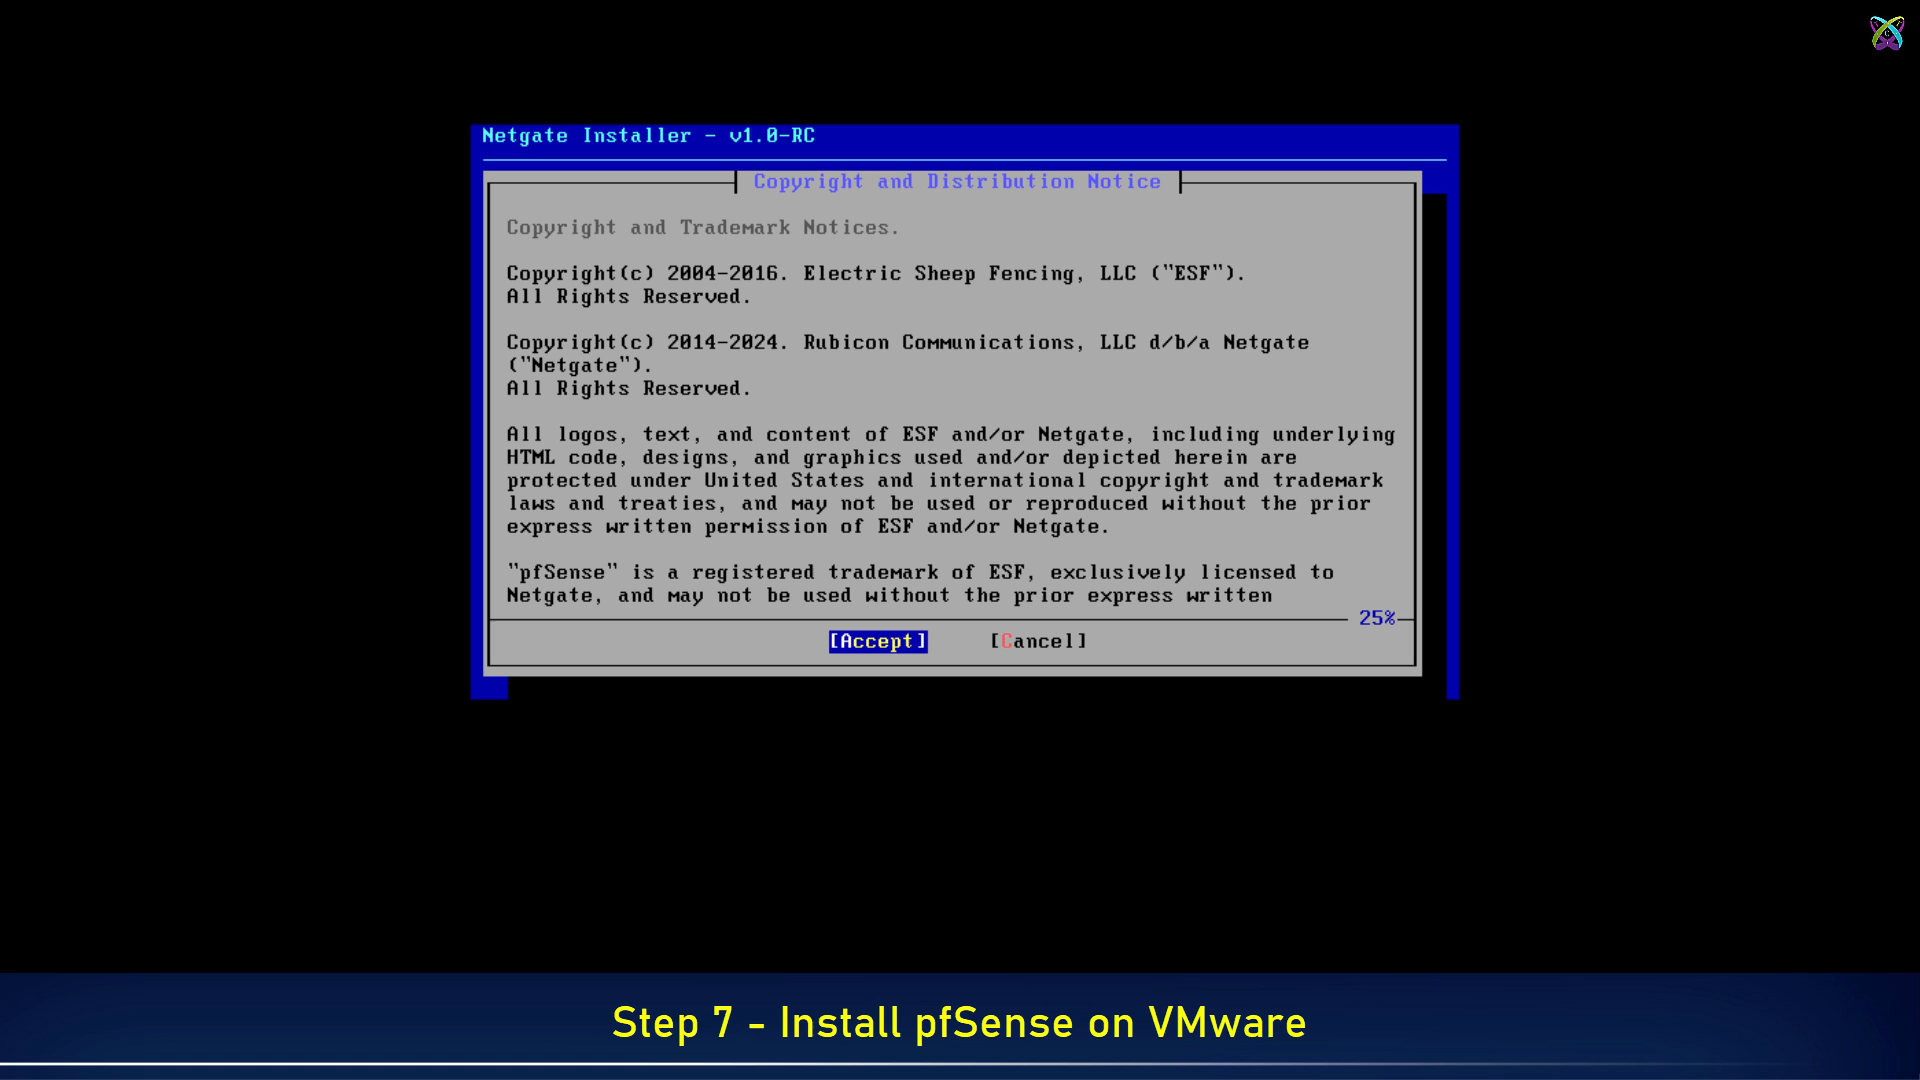 Netgate Installer - v1.0-RC
Copyright and Distribution Notice
Copyright and Trademark Notices.
Copyright(c) 2004-2016. Electric Sheep Fencing, LLC ("ESF").
All Rights Reserved.
Copyright(c) 2014-2024. Rubicon Communications, LLC d/b/a Netgate
("Netgate").
All Rights Reserved.
All logos, text, and content of ESF and/or Netgate, including underlying
HTML code, designs, and graphics used and/or depicted herein are
protected under United States and international copyright and trademark
laws and treaties, and may not be used or reproduced without the prior
express written permission of ESF and/or Netgate.
"pfSense" is a registered trademark of ESF, exclusively licensed to
Netgate, and may not be used without the prior express written
25%
[Accept] [Cancel]
Step 7 - Install pfSense on VMware